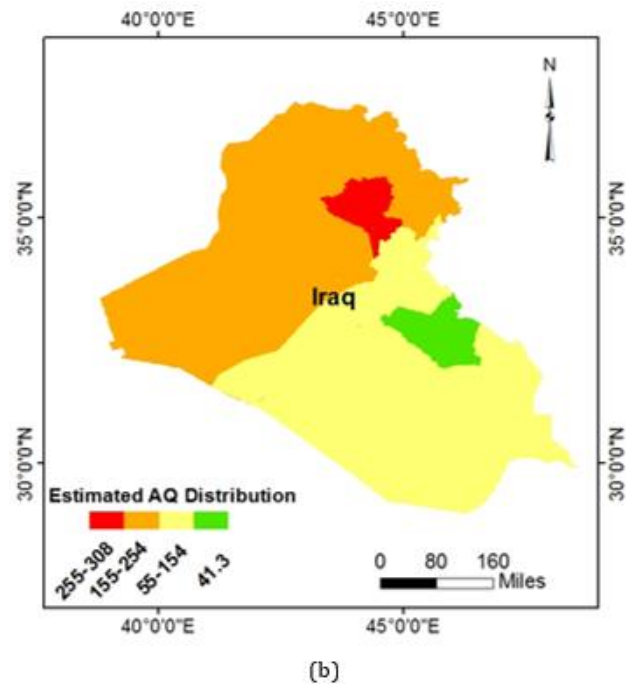 40°0'0"E 45°0'0"E
N
35°0'0"N 35°0'0"N
Iraq
30°0'0"N 30°0'0"N
Estimated AQ Distribution
255-308 155-254 55-154 41.3
0 80 160
Miles
40°0'0"E 45°0'0"E
(b)